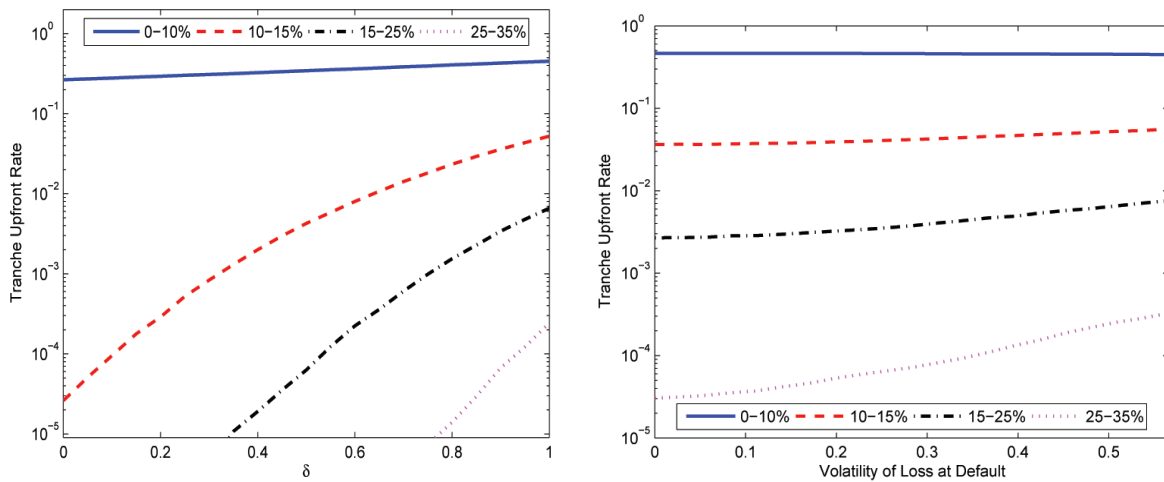 0−10% 10−15% 15−25% 25−35%
10^0
10^−1
10^−2
10^−3
10^−4
10^−5
Tranche Upfront Rate
0 0.2 0.4 0.6 0.8 1
δ
10^0
10^−1
10^−2
10^−3
10^−4
10^−5
Tranche Upfront Rate
0−10% 10−15% 15−25% 25−35%
0 0.1 0.2 0.3 0.4 0.5
Volatility of Loss at Default